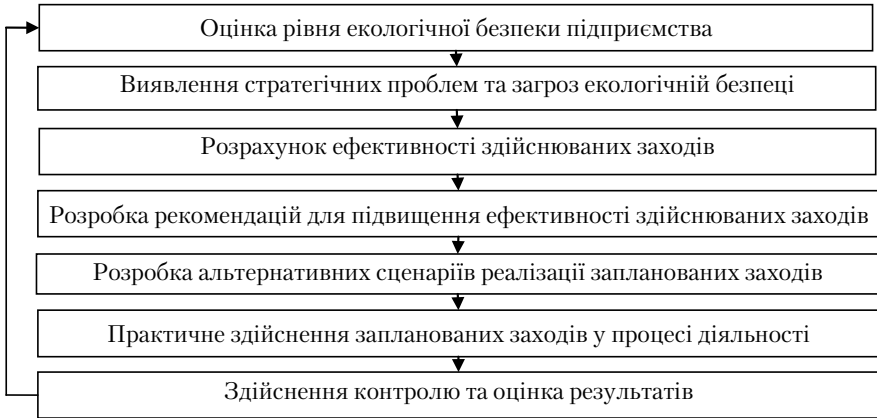 Оцінка рівня екологічної безпеки підприємства
Виявлення стратегічних проблем та загроз екологічній безпеці
Розрахунок ефективності здійснюваних заходів
Розробка рекомендацій для підвищення ефективності здійснюваних заходів
Розробка альтернативних сценаріїв реалізації запланованих заходів
Практичне здійснення запланованих заходів у процесі діяльності
Здійснення контролю та оцінка результатів